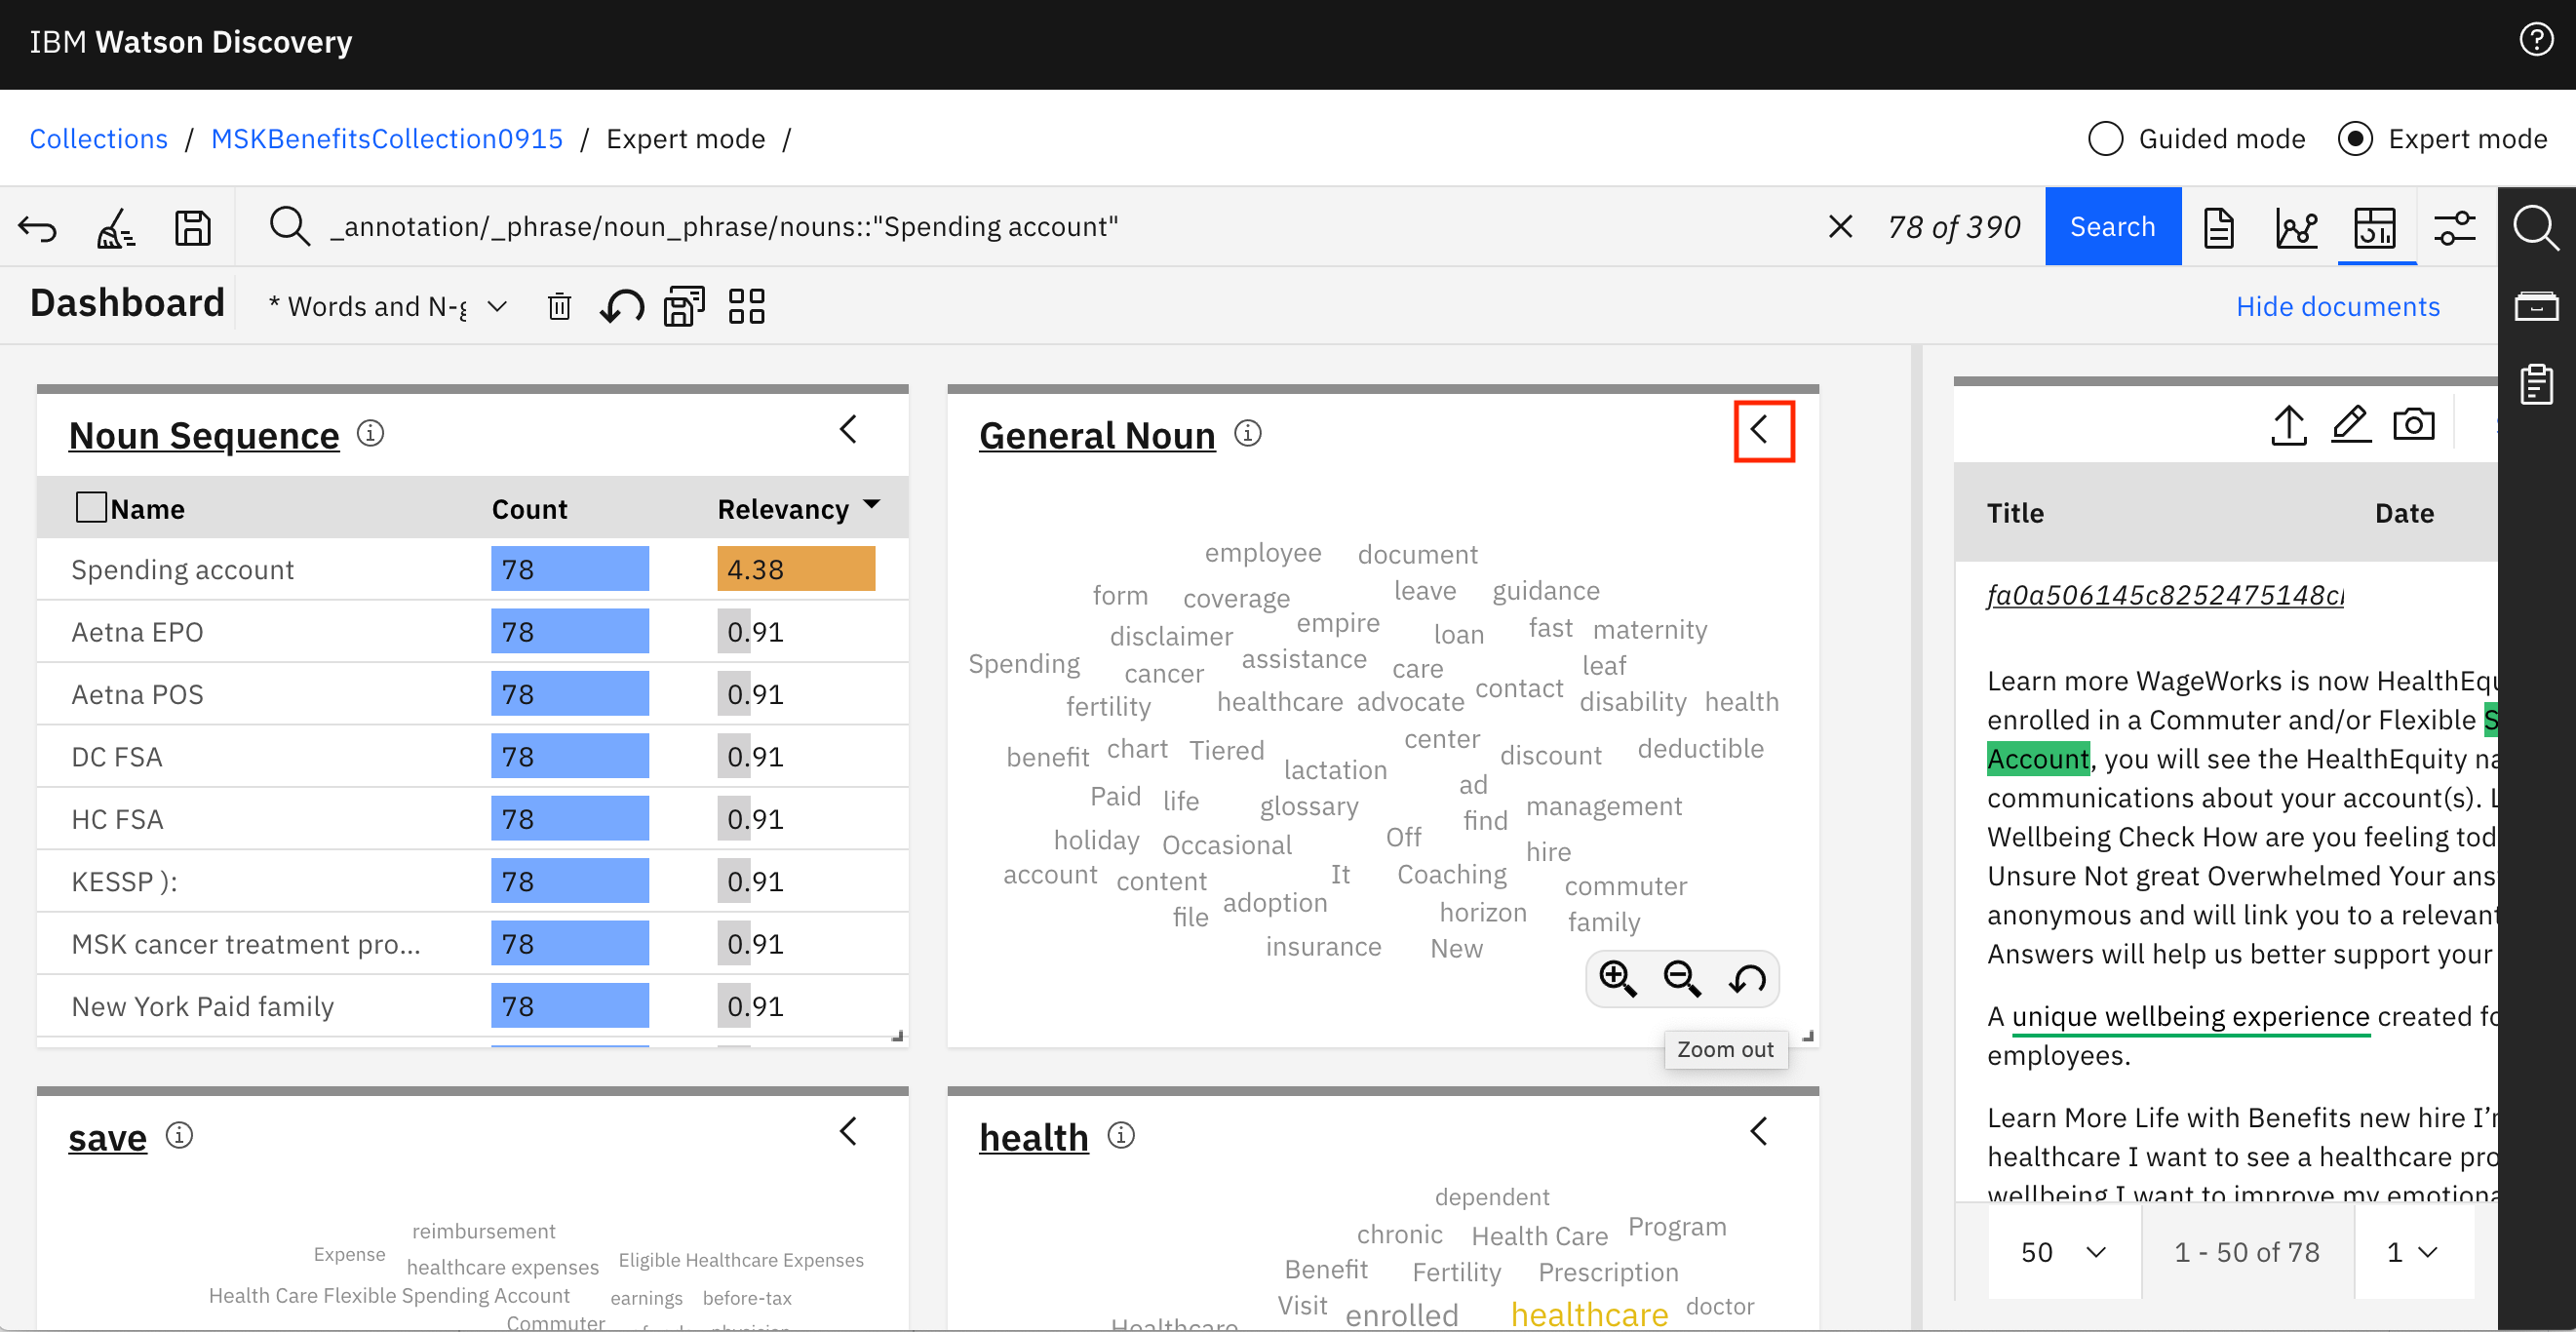 IBM Watson Discovery
Collections / MSKBenefitsCollection0915 / Expert mode /
Guided mode Expert mode
_annotation/_phrase/noun_phrase/nouns::"Spending account"
78 of 390
Search
Dashboard
* Words and N-g
Hide documents
Noun Sequence
Name Count Relevancy
Spending account 78 4.38
Aetna EPO 78 0.91
Aetna POS 78 0.91
DC FSA 78 0.91
HC FSA 78 0.91
KESSP ): 78 0.91
MSK cancer treatment pro... 78 0.91
New York Paid family 78 0.91
General Noun
employee document
form coverage leave guidance
disclaimer empire loan fast maternity
Spending cancer assistance care leaf
fertility healthcare advocate contact disability health
benefit chart Tiered center discount deductible
lactation ad
Paid life glossary find management
holiday Occasional Off hire
account content It Coaching commuter
file adoption horizon family
insurance New
Zoom out
Title Date
fa0a506145c8252475148c
Learn more WageWorks is now HealthEqu
enrolled in a Commuter and/or Flexible S
Account, you will see the HealthEquity na
communications about your account(s). L
Wellbeing Check How are you feeling tod
Unsure Not great Overwhelmed Your ans
anonymous and will link you to a relevant
Answers will help us better support your
A unique wellbeing experience created fo
employees.
Learn More Life with Benefits new hire I'm
healthcare I want to see a healthcare pro
wellbeing I want to improve my emotiona
50 1 - 50 of 78 1
save
reimbursement
Expense healthcare expenses Eligible Healthcare Expenses
Health Care Flexible Spending Account earnings before-tax
Commuter physician
health
dependent
chronic Health Care Program
Benefit Fertility Prescription
Visit enrolled healthcare doctor
Healthcare